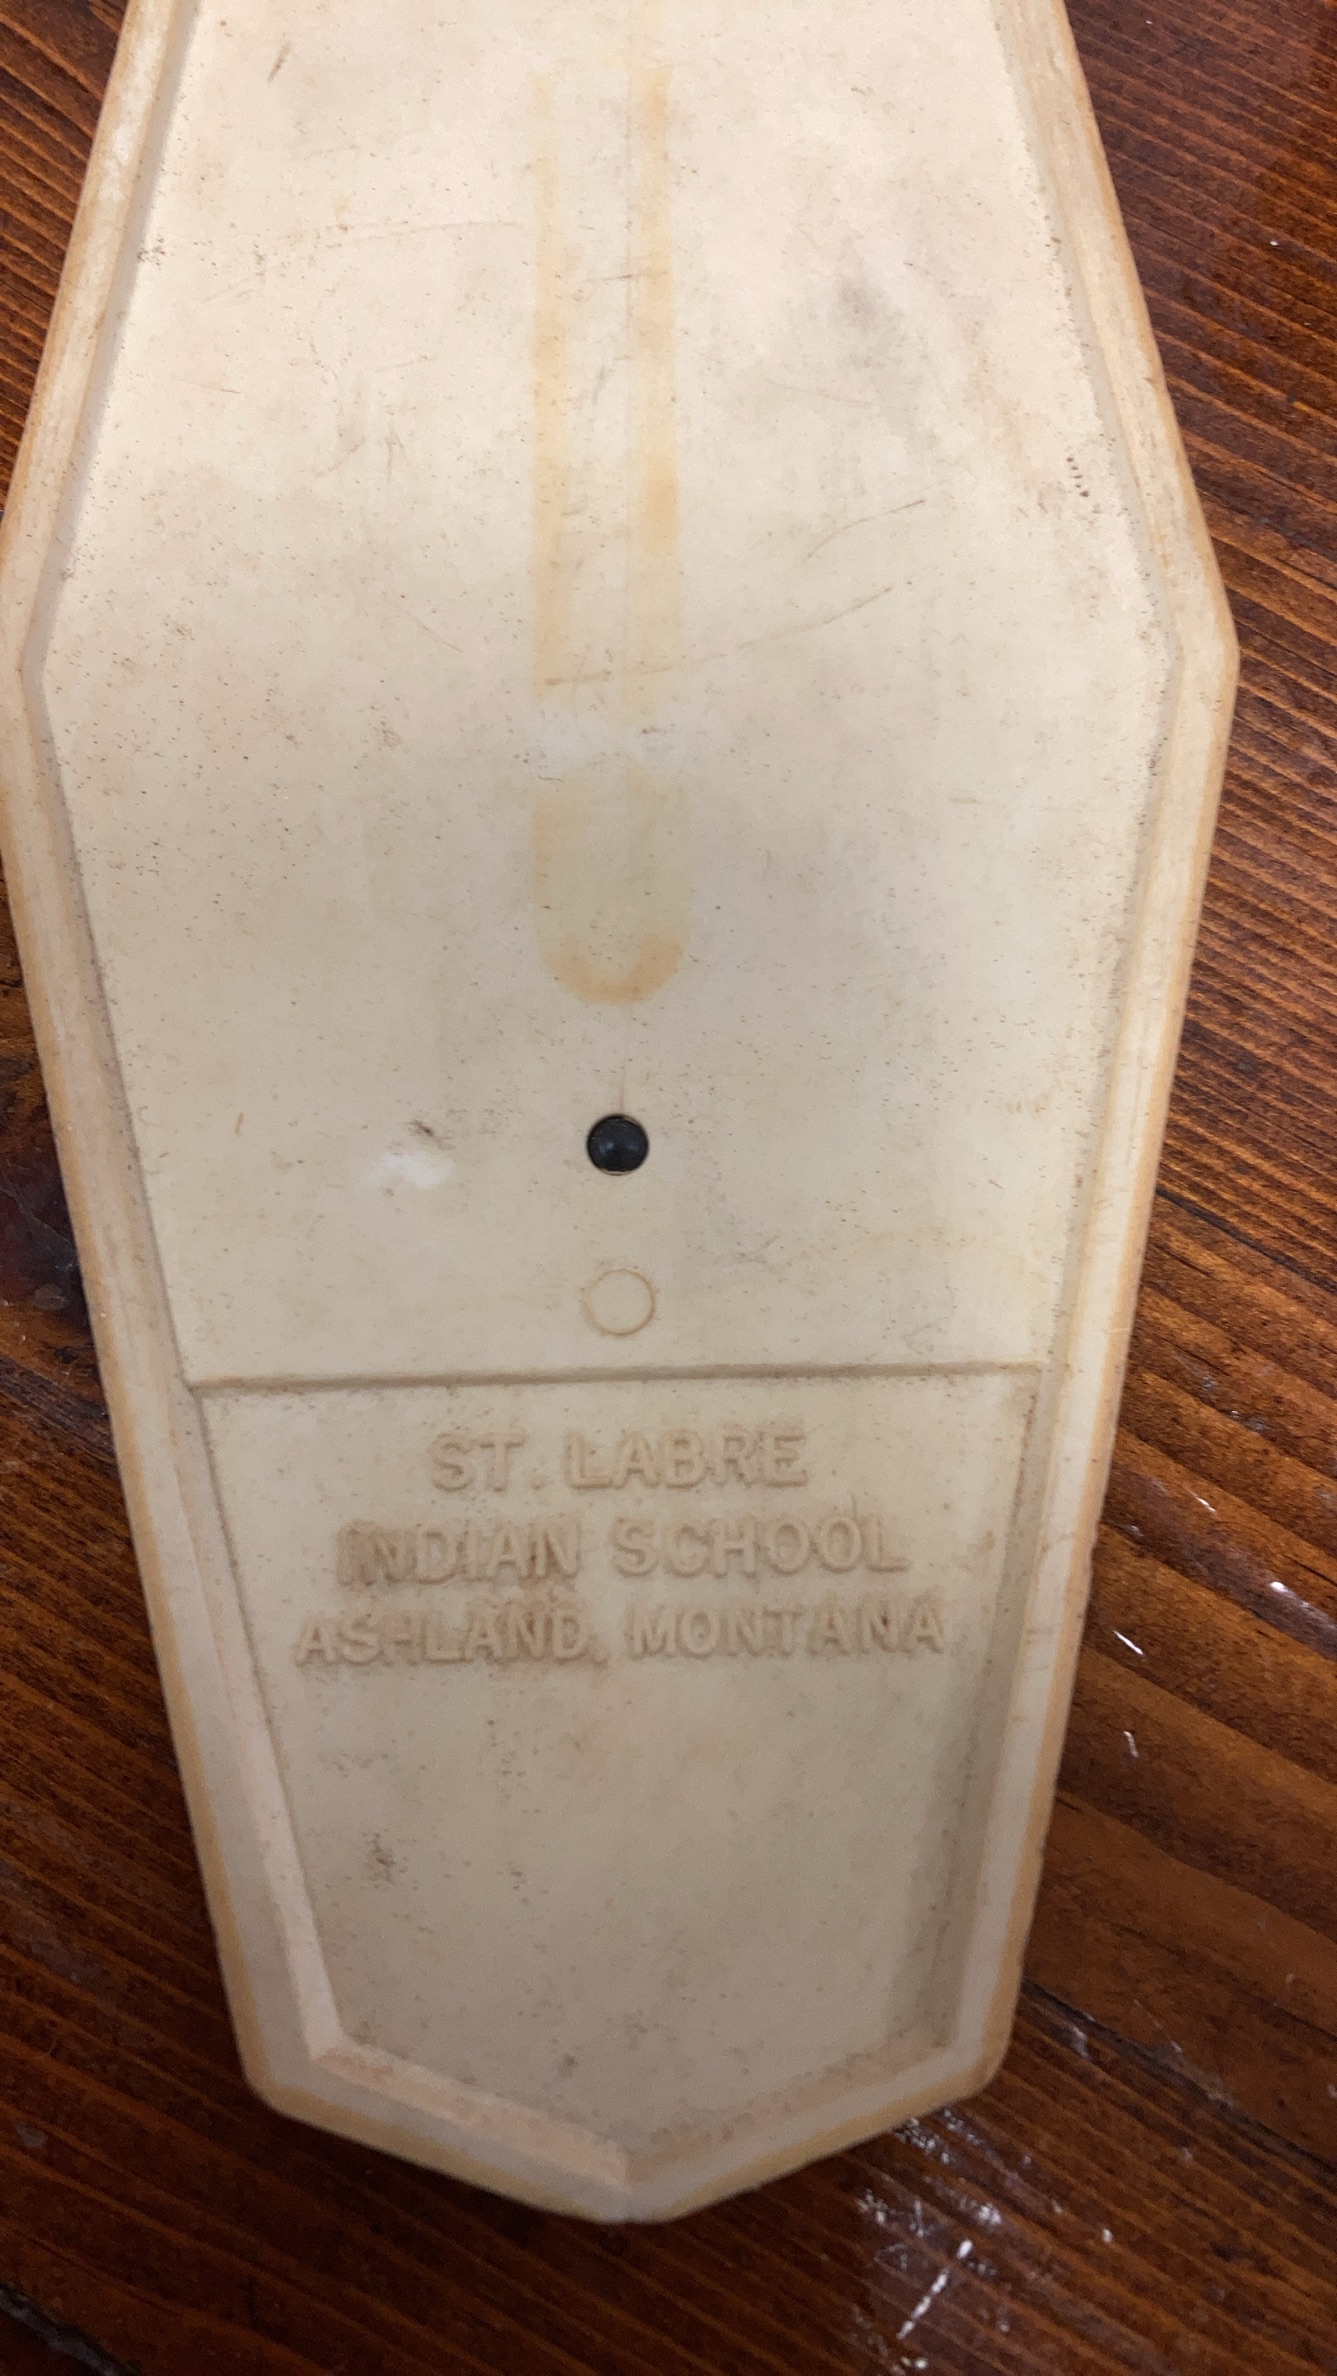 ST. LABRE
INDIAN SCHOOL
ASHLAND, MONTANA